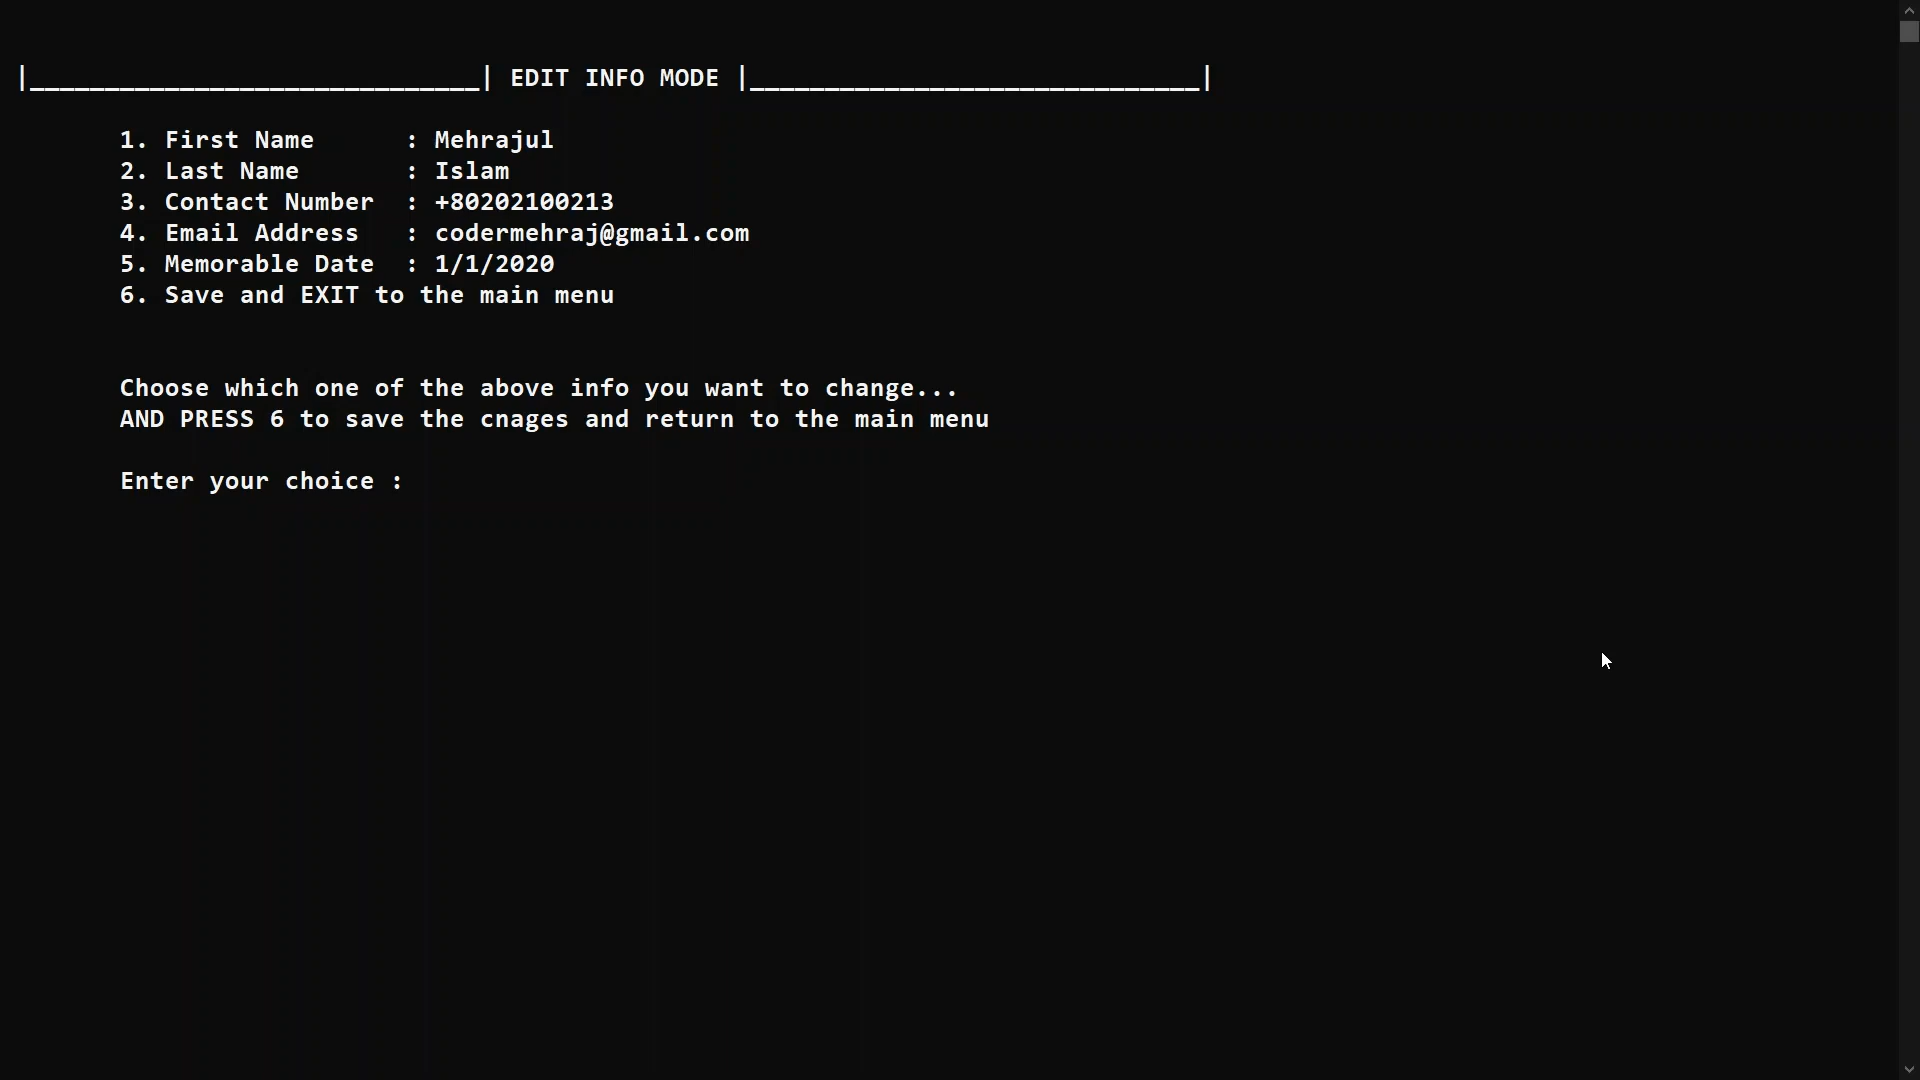 |______________________________| EDIT INFO MODE |______________________________|
1. First Name      : Mehrajul
2. Last Name       : Islam
3. Contact Number  : +80202100213
4. Email Address   : codermehraj@gmail.com
5. Memorable Date  : 1/1/2020
6. Save and EXIT to the main menu
Choose which one of the above info you want to change...
AND PRESS 6 to save the cnages and return to the main menu
Enter your choice :